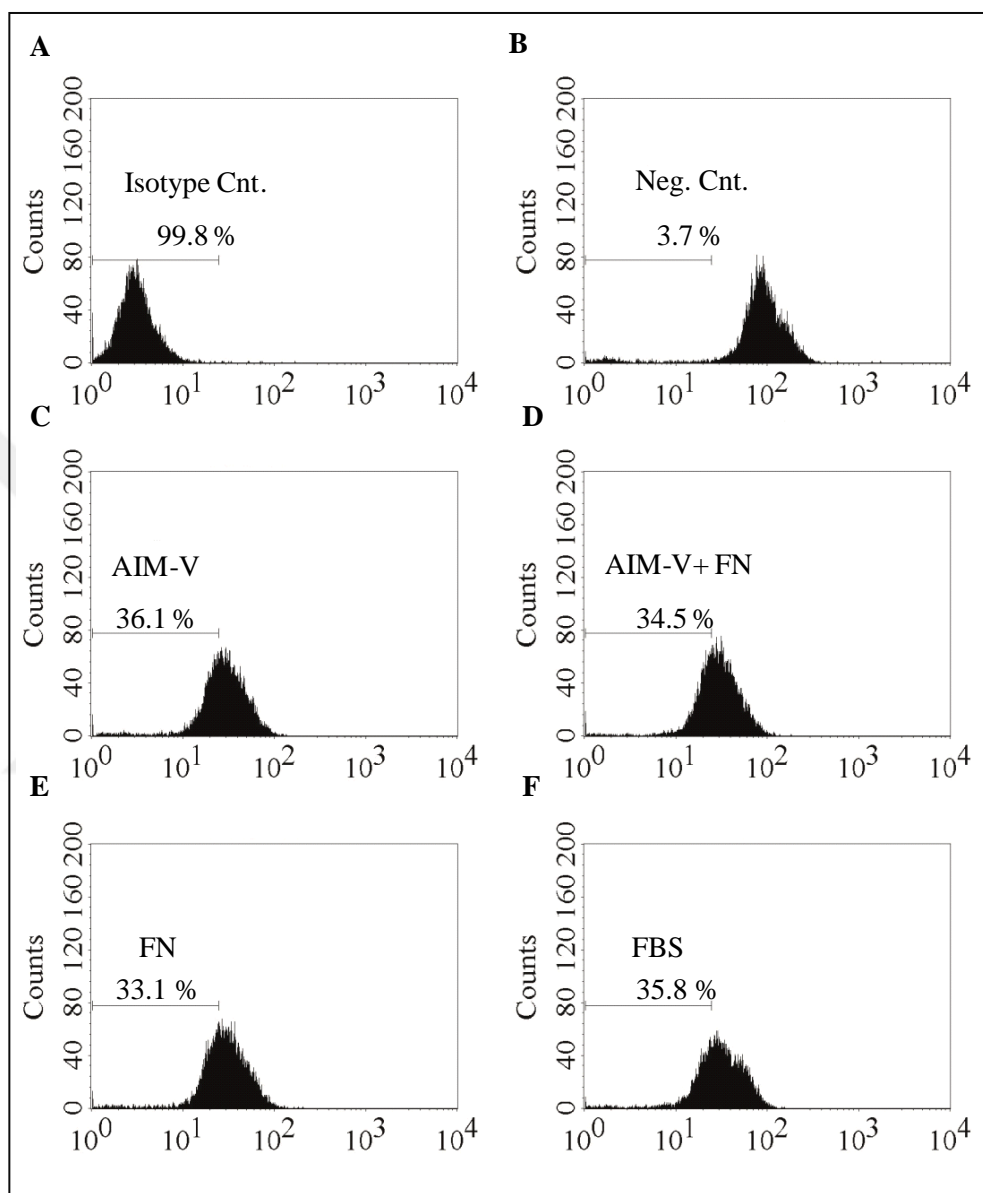 A
B
Counts
0 40 80 120 160 200
Isotype Cnt.
99.8 %
10^0 10^1 10^2 10^3 10^4
Counts
0 40 80 120 160 200
Neg. Cnt.
3.7 %
10^0 10^1 10^2 10^3 10^4
C
D
Counts
0 40 80 120 160 200
AIM-V
36.1 %
10^0 10^1 10^2 10^3 10^4
Counts
0 40 80 120 160 200
AIM-V+ FN
34.5 %
10^0 10^1 10^2 10^3 10^4
E
F
Counts
0 40 80 120 160 200
FN
33.1 %
10^0 10^1 10^2 10^3 10^4
Counts
0 40 80 120 160 200
FBS
35.8 %
10^0 10^1 10^2 10^3 10^4